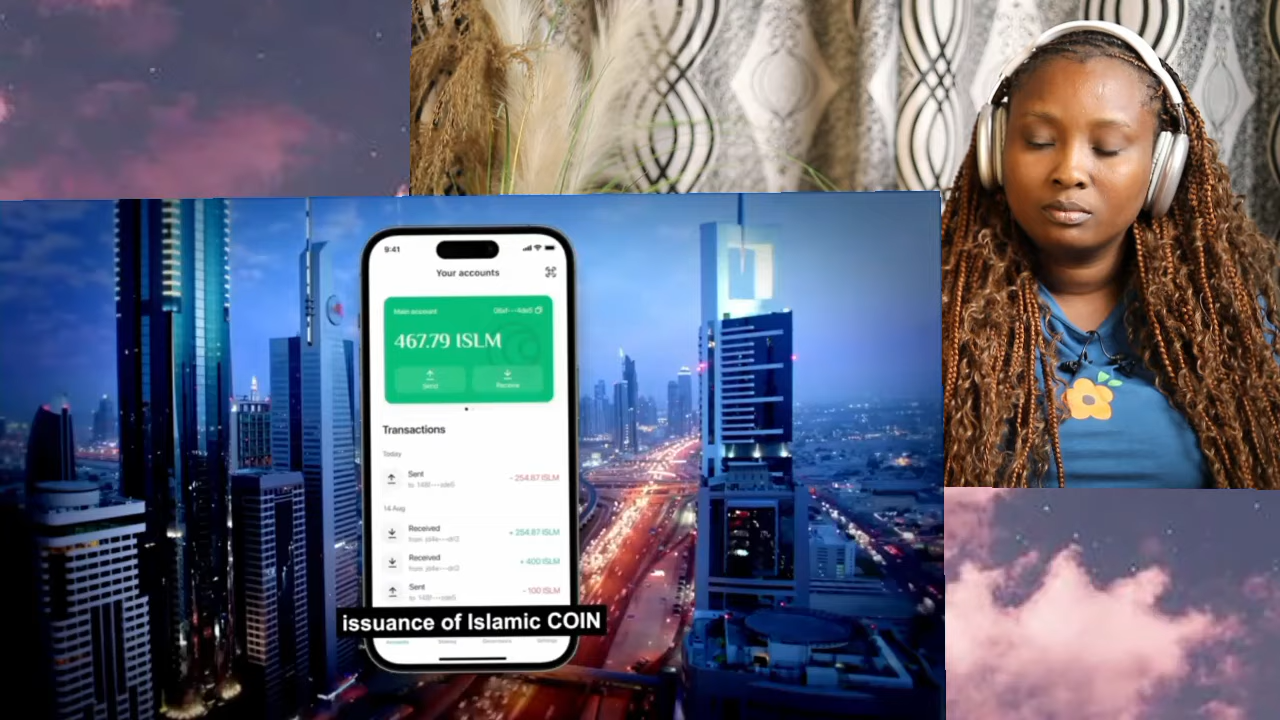 9:41
Your accounts
Main account
467.79 ISLM
Send Receive
Transactions
Today
Sent
- 254.87 ISLM
14 Aug
Received
+ 254.87 ISLM
Received
+ 400 ISLM
Sent
- 100 ISLM
issuance of Islamic COIN